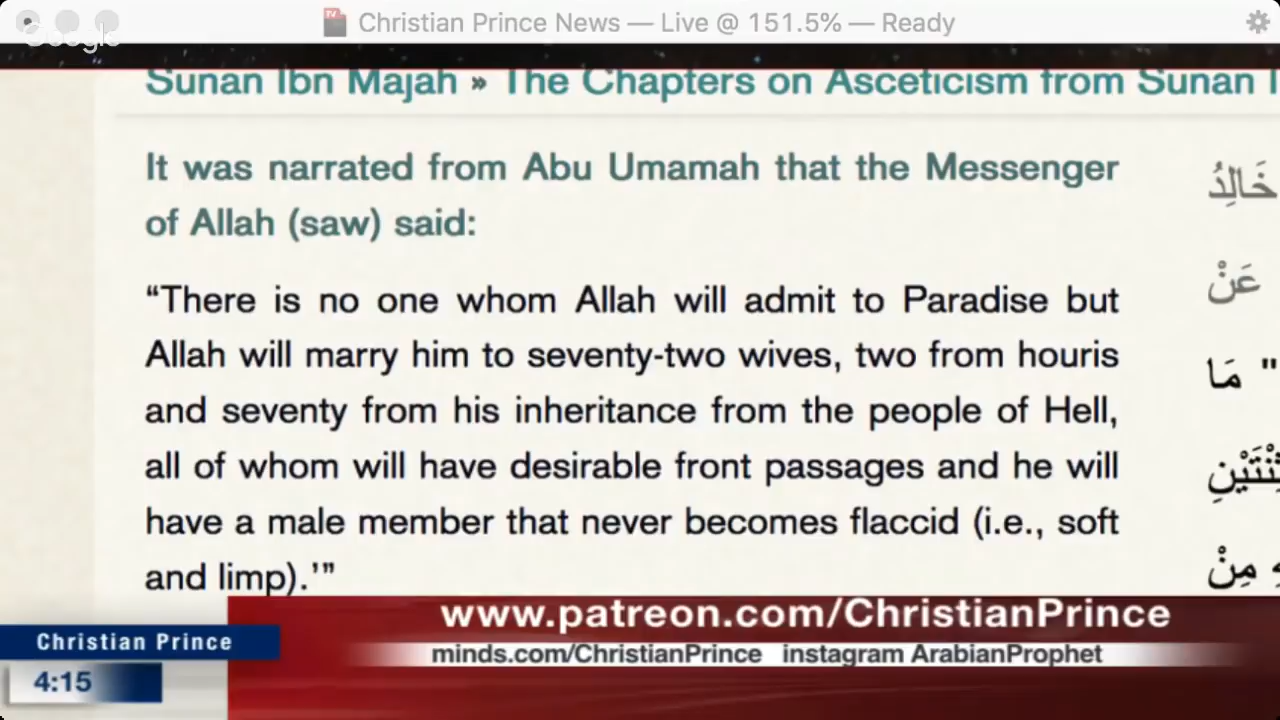 Christian Prince News — Live @ 151.5% — Ready
Google
Sunan Ibn Majah » The Chapters on Asceticism from Sunan
It was narrated from Abu Umamah that the Messenger
of Allah (saw) said:
خَالِدُ
“There is no one whom Allah will admit to Paradise but
عَنْ
Allah will marry him to seventy-two wives, two from houris
" مَا
and seventy from his inheritance from the people of Hell,
all of whom will have desirable front passages and he will
have a male member that never becomes flaccid (i.e., soft
and limp).’”
مِنْ
www.patreon.com/ChristianPrince
Christian Prince
minds.com/ChristianPrince instagram ArabianProphet
4:15